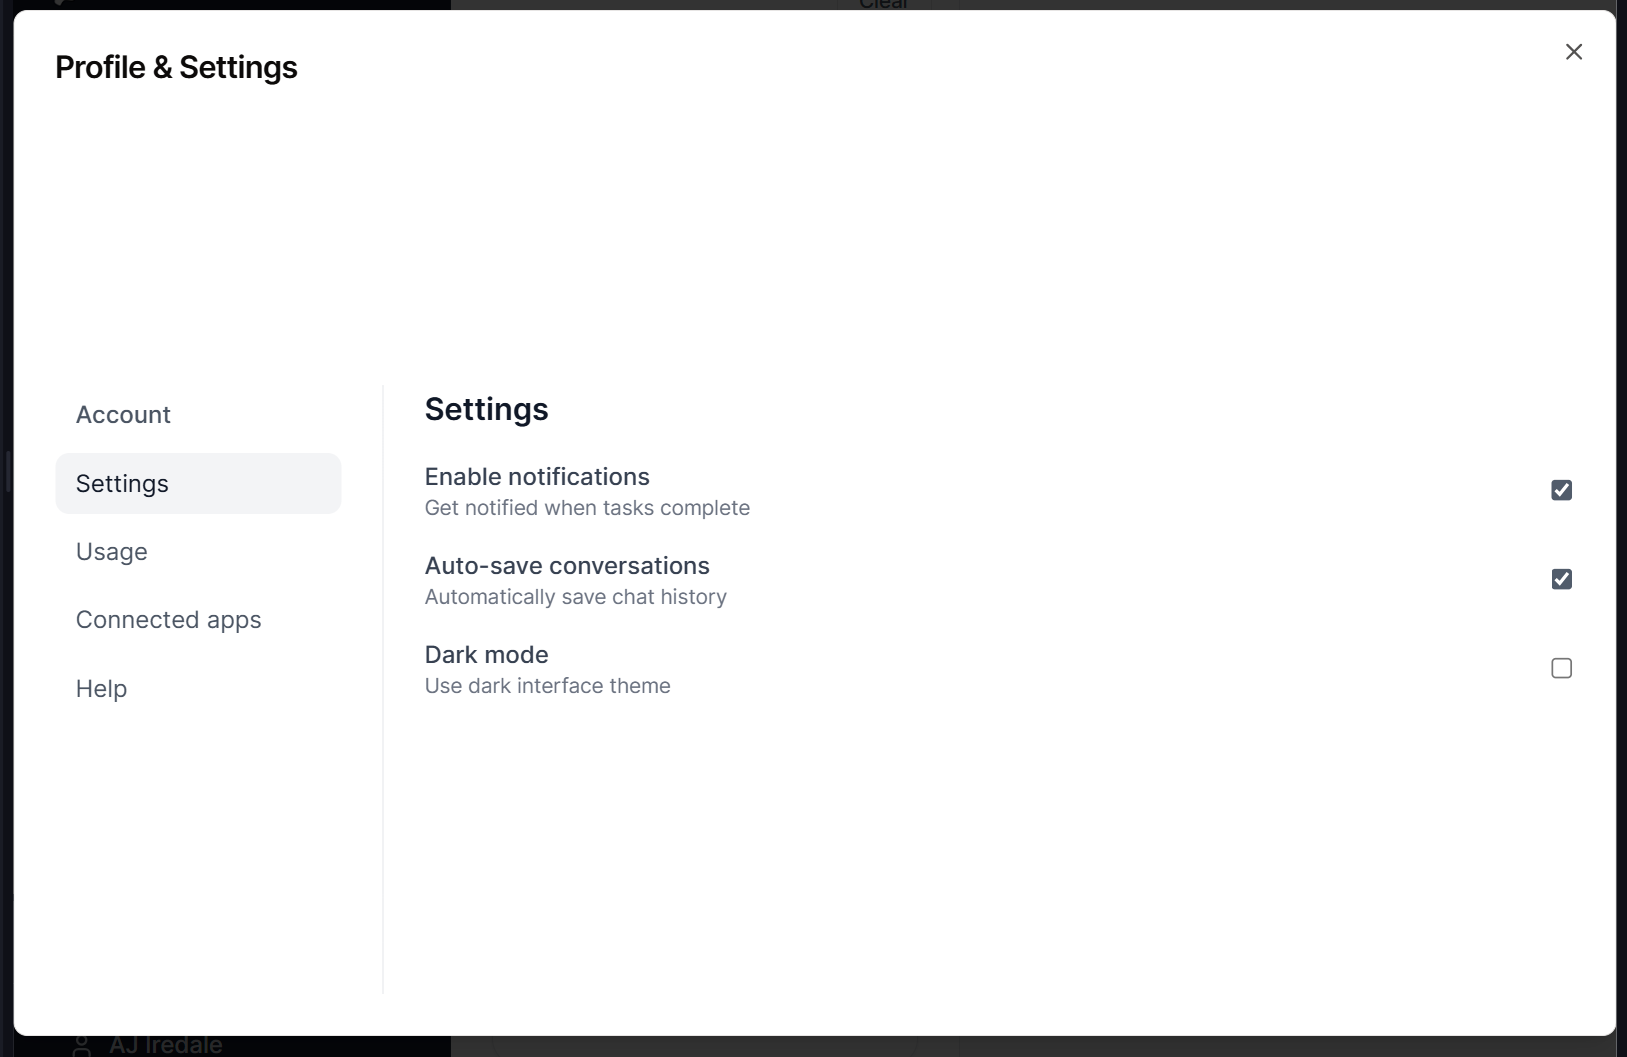 Clear
Profile & Settings
Account
Settings
Usage
Connected apps
Help
Settings
Enable notifications
Get notified when tasks complete
Auto-save conversations
Automatically save chat history
Dark mode
Use dark interface theme
AJ Iredale